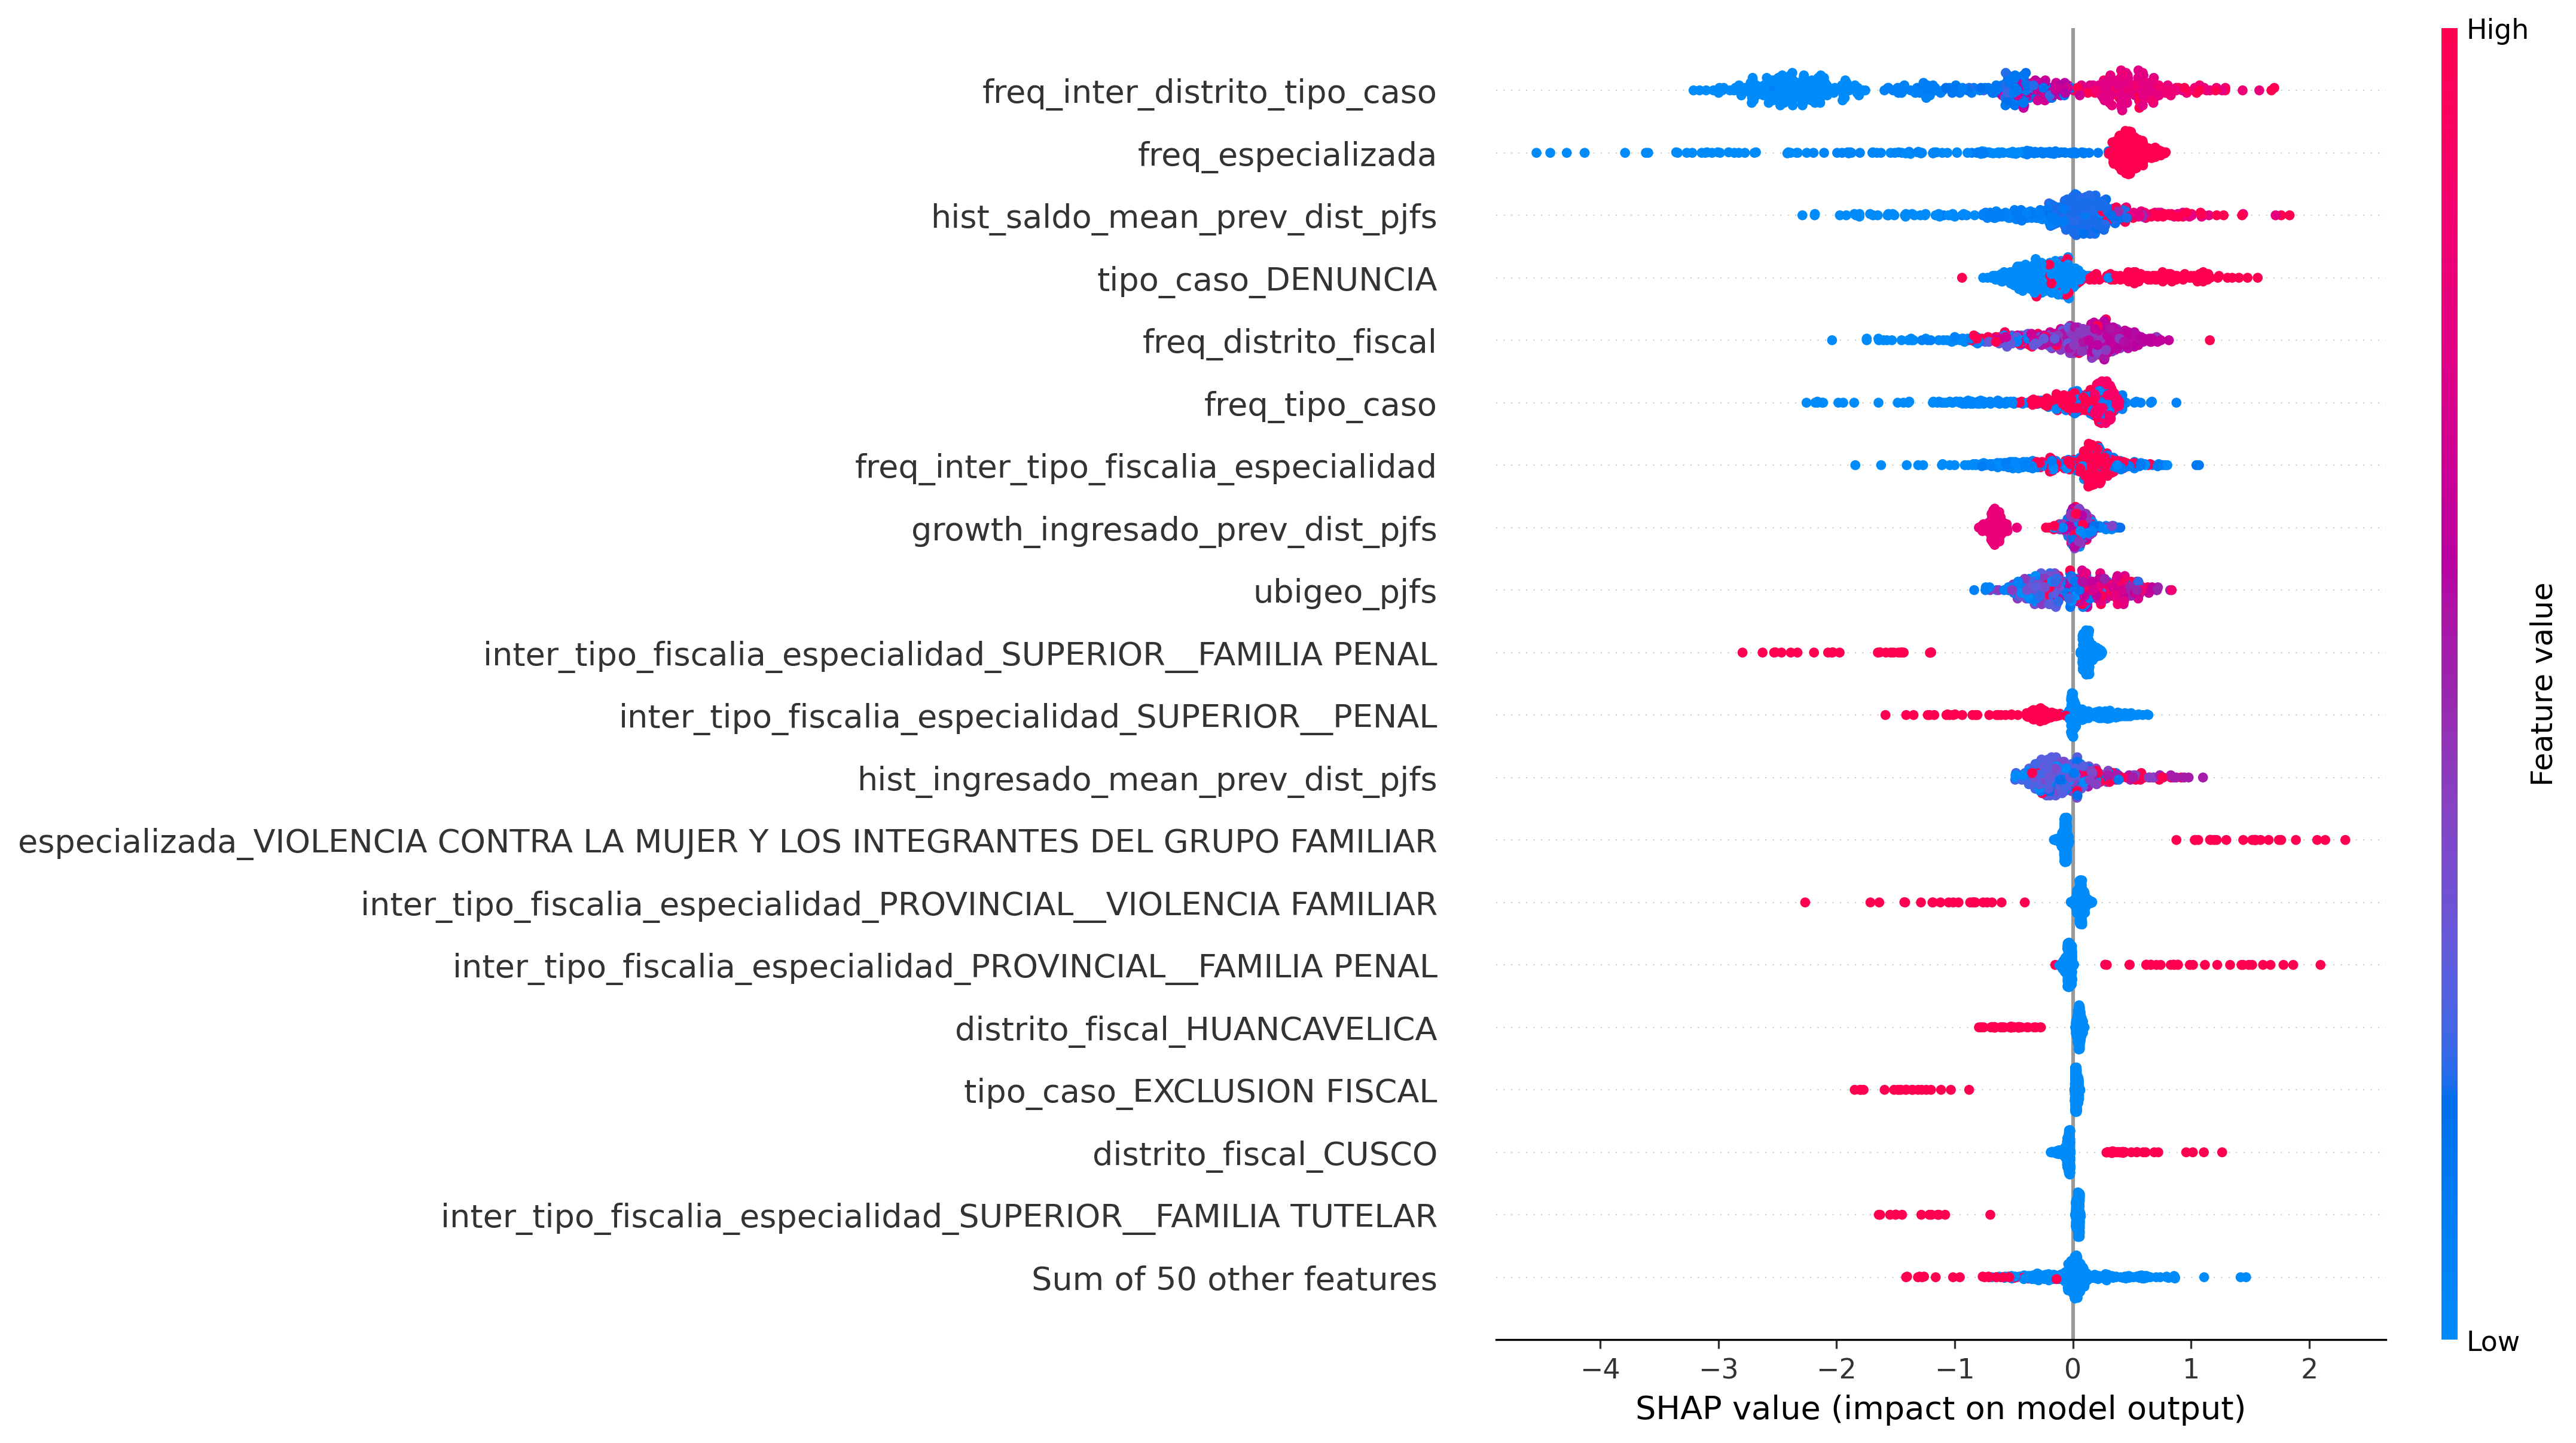 High
freq_inter_distrito_tipo_caso
freq_especializada
hist_saldo_mean_prev_dist_pjfs
tipo_caso_DENUNCIA
freq_distrito_fiscal
freq_tipo_caso
freq_inter_tipo_fiscalia_especialidad
growth_ingresado_prev_dist_pjfs
ubigeo_pjfs
inter_tipo_fiscalia_especialidad_SUPERIOR__FAMILIA PENAL
inter_tipo_fiscalia_especialidad_SUPERIOR__PENAL
hist_ingresado_mean_prev_dist_pjfs
especializada_VIOLENCIA CONTRA LA MUJER Y LOS INTEGRANTES DEL GRUPO FAMILIAR
inter_tipo_fiscalia_especialidad_PROVINCIAL__VIOLENCIA FAMILIAR
inter_tipo_fiscalia_especialidad_PROVINCIAL__FAMILIA PENAL
distrito_fiscal_HUANCAVELICA
tipo_caso_EXCLUSION FISCAL
distrito_fiscal_CUSCO
inter_tipo_fiscalia_especialidad_SUPERIOR__FAMILIA TUTELAR
Sum of 50 other features
Feature value
Low
−4 −3 −2 −1 0 1 2
SHAP value (impact on model output)